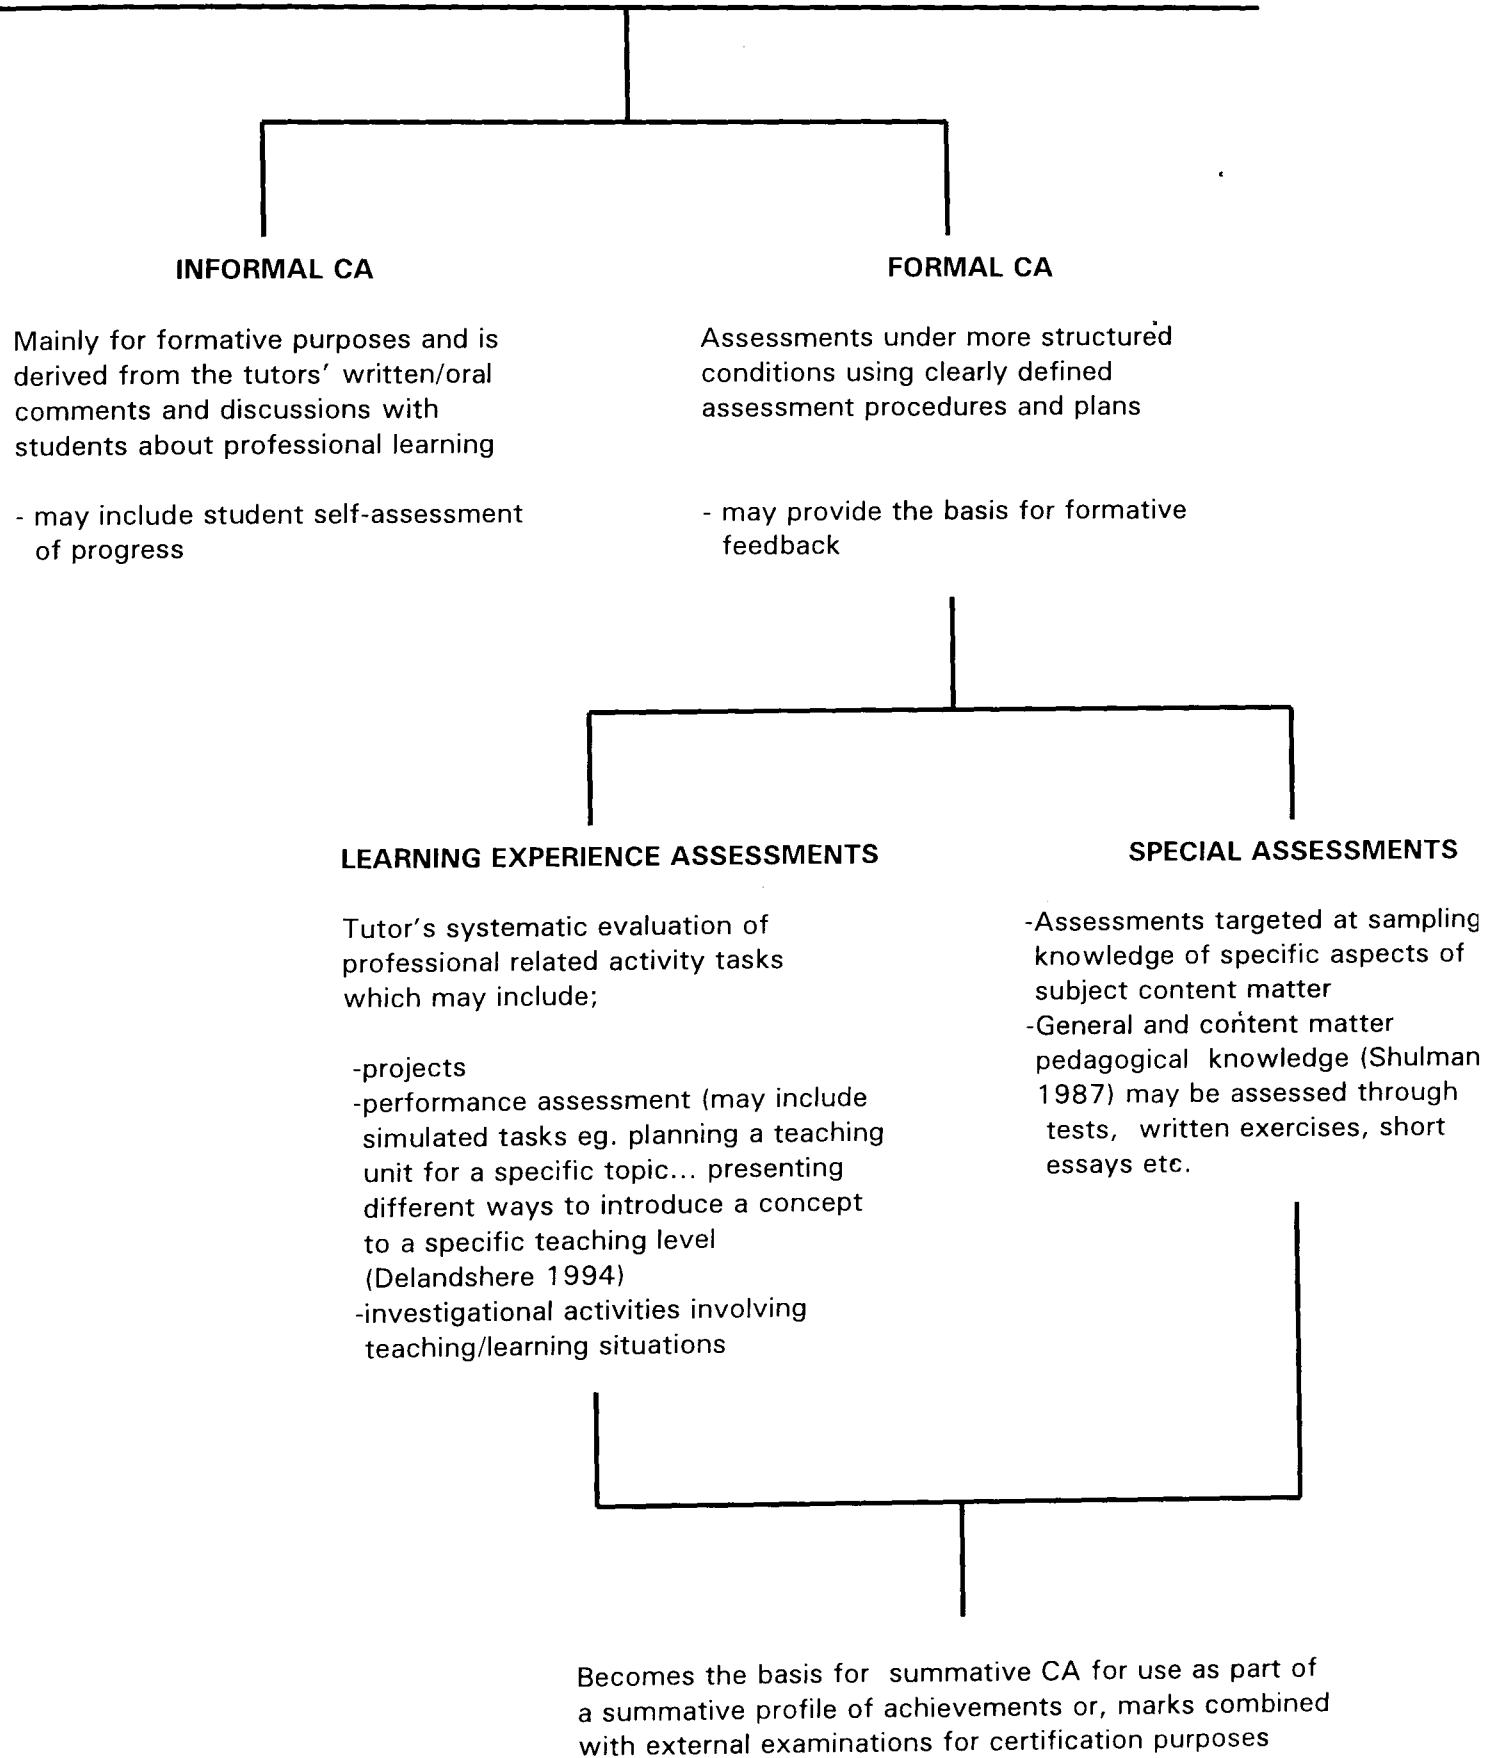 INFORMAL CA
Mainly for formative purposes and is
derived from the tutors' written/oral
comments and discussions with
students about professional learning
- may include student self-assessment
of progress
FORMAL CA
Assessments under more structured
conditions using clearly defined
assessment procedures and plans
- may provide the basis for formative
feedback
LEARNING EXPERIENCE ASSESSMENTS
Tutor's systematic evaluation of
professional related activity tasks
which may include;
-projects
-performance assessment (may include
simulated tasks eg. planning a teaching
unit for a specific topic... presenting
different ways to introduce a concept
to a specific teaching level
(Delandshere 1994)
-investigational activities involving
teaching/learning situations
SPECIAL ASSESSMENTS
-Assessments targeted at sampling
knowledge of specific aspects of
subject content matter
-General and content matter
pedagogical knowledge (Shulman
1987) may be assessed through
tests, written exercises, short
essays etc.
Becomes the basis for summative CA for use as part of
a summative profile of achievements or, marks combined
with external examinations for certification purposes